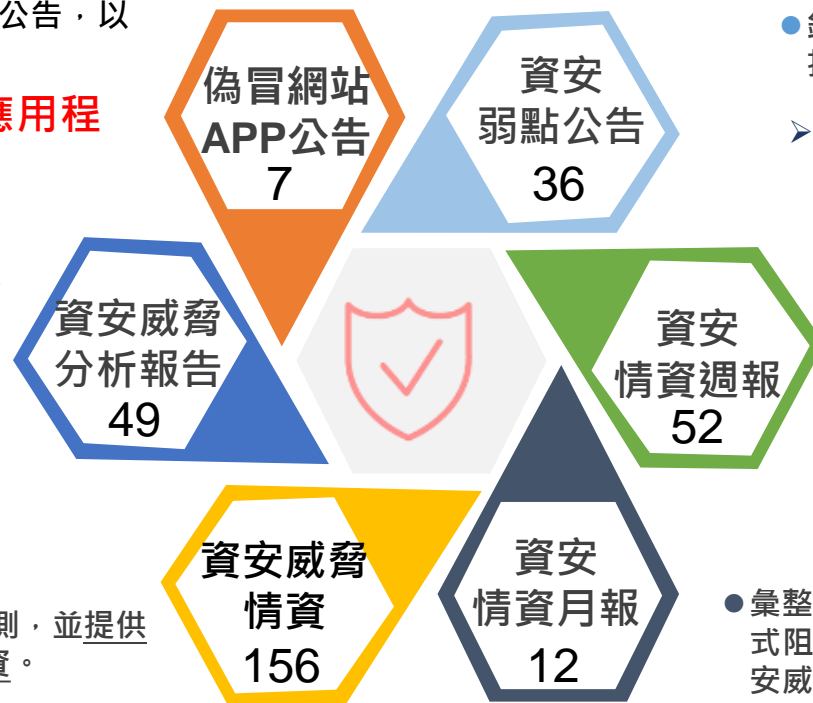 公告，以
應用程
偽冒網站
APP公告
7
資安
弱點公告
36
資安威脅
分析報告
49
資安
情資週報
52
資安威脅
情資
156
資安
情資月報
12
測，並提供
。
彙整
式阻
安威